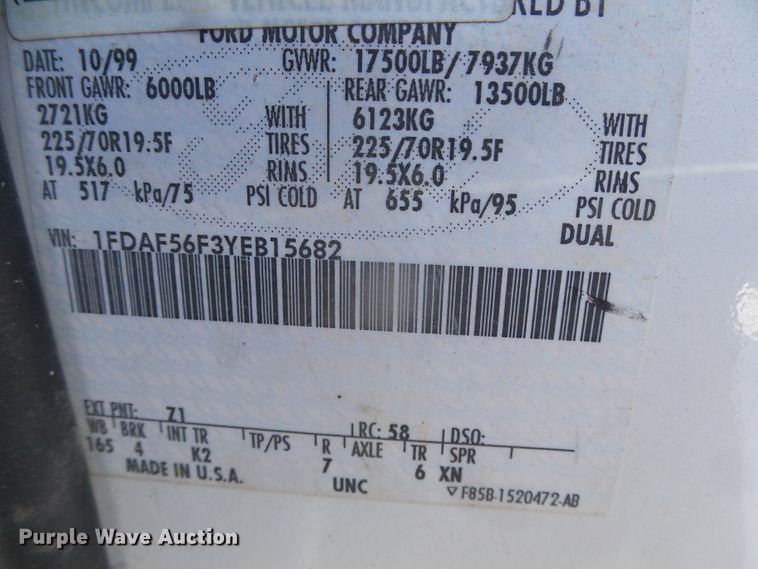 FORD MOTOR COMPANY
DATE: 10/99 GVWR: 17500LB/ 7937KG
FRONT GAWR: 6000LB REAR GAWR: 13500LB
2721KG WITH 6123KG WITH
225/70R19.5F TIRES 225/70R19.5F TIRES
19.5X6.0 RIMS 19.5X6.0 RIMS
AT 517 kPa/75 PSI COLD AT 655 kPa/95 PSI COLD
DUAL
VIN: 1FDAF56F3YEB15682
EXT PNT: Z1 RC: 58 DSO:
WB BRK INT TR TP/PS R AXLE TR SPR
165 4 K2 7 6 XN
MADE IN U.S.A. UNC
F85B-1520472-AB
Purple Wave Auction